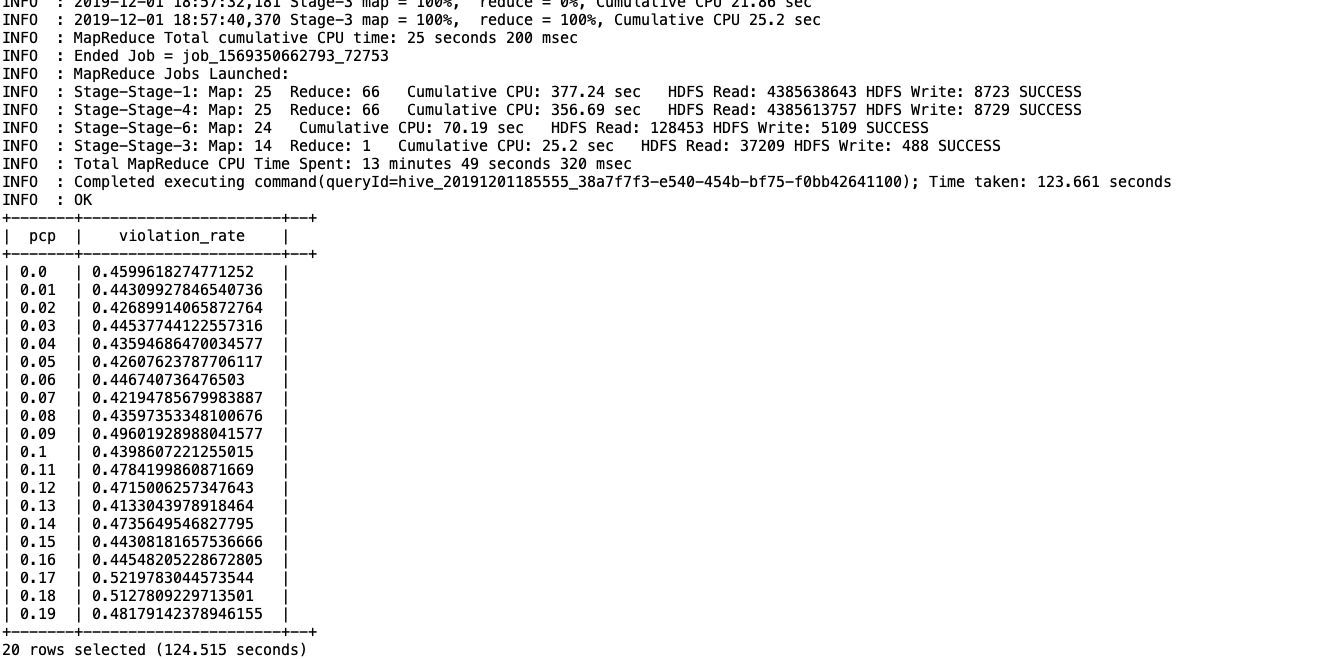 INFO  : 2019-12-01 18:57:32,181 Stage-3 map = 100%,  reduce = 0%, Cumulative CPU 21.86 sec
INFO  : 2019-12-01 18:57:40,370 Stage-3 map = 100%,  reduce = 100%, Cumulative CPU 25.2 sec
INFO  : MapReduce Total cumulative CPU time: 25 seconds 200 msec
INFO  : Ended Job = job_1569350662793_72753
INFO  : MapReduce Jobs Launched:
INFO  : Stage-Stage-1: Map: 25  Reduce: 66   Cumulative CPU: 377.24 sec   HDFS Read: 4385638643 HDFS Write: 8723 SUCCESS
INFO  : Stage-Stage-4: Map: 25  Reduce: 66   Cumulative CPU: 356.69 sec   HDFS Read: 4385613757 HDFS Write: 8729 SUCCESS
INFO  : Stage-Stage-6: Map: 24   Cumulative CPU: 70.19 sec   HDFS Read: 128453 HDFS Write: 5109 SUCCESS
INFO  : Stage-Stage-3: Map: 14  Reduce: 1   Cumulative CPU: 25.2 sec   HDFS Read: 37209 HDFS Write: 488 SUCCESS
INFO  : Total MapReduce CPU Time Spent: 13 minutes 49 seconds 320 msec
INFO  : Completed executing command(queryId=hive_20191201185555_38a7f7f3-e540-454b-bf75-f0bb42641100); Time taken: 123.661 seconds
INFO  : OK
+-------+----------------------+--+
|  pcp  |    violation_rate    |
+-------+----------------------+--+
| 0.0   | 0.4599618274771252   |
| 0.01  | 0.44309927846540736  |
| 0.02  | 0.42689914065872764  |
| 0.03  | 0.44537744122557316  |
| 0.04  | 0.43594686470034577  |
| 0.05  | 0.42607623787706117  |
| 0.06  | 0.446740736476503    |
| 0.07  | 0.42194785679983887  |
| 0.08  | 0.43597353348100676  |
| 0.09  | 0.49601928988041577  |
| 0.1   | 0.4398607221255015   |
| 0.11  | 0.4784199860871669   |
| 0.12  | 0.4715006257347643   |
| 0.13  | 0.4133043978918464   |
| 0.14  | 0.4735649546827795   |
| 0.15  | 0.44308181657536666  |
| 0.16  | 0.44548205228672805  |
| 0.17  | 0.5219783044573544   |
| 0.18  | 0.5127809229713501   |
| 0.19  | 0.48179142378946155  |
+-------+----------------------+--+
20 rows selected (124.515 seconds)